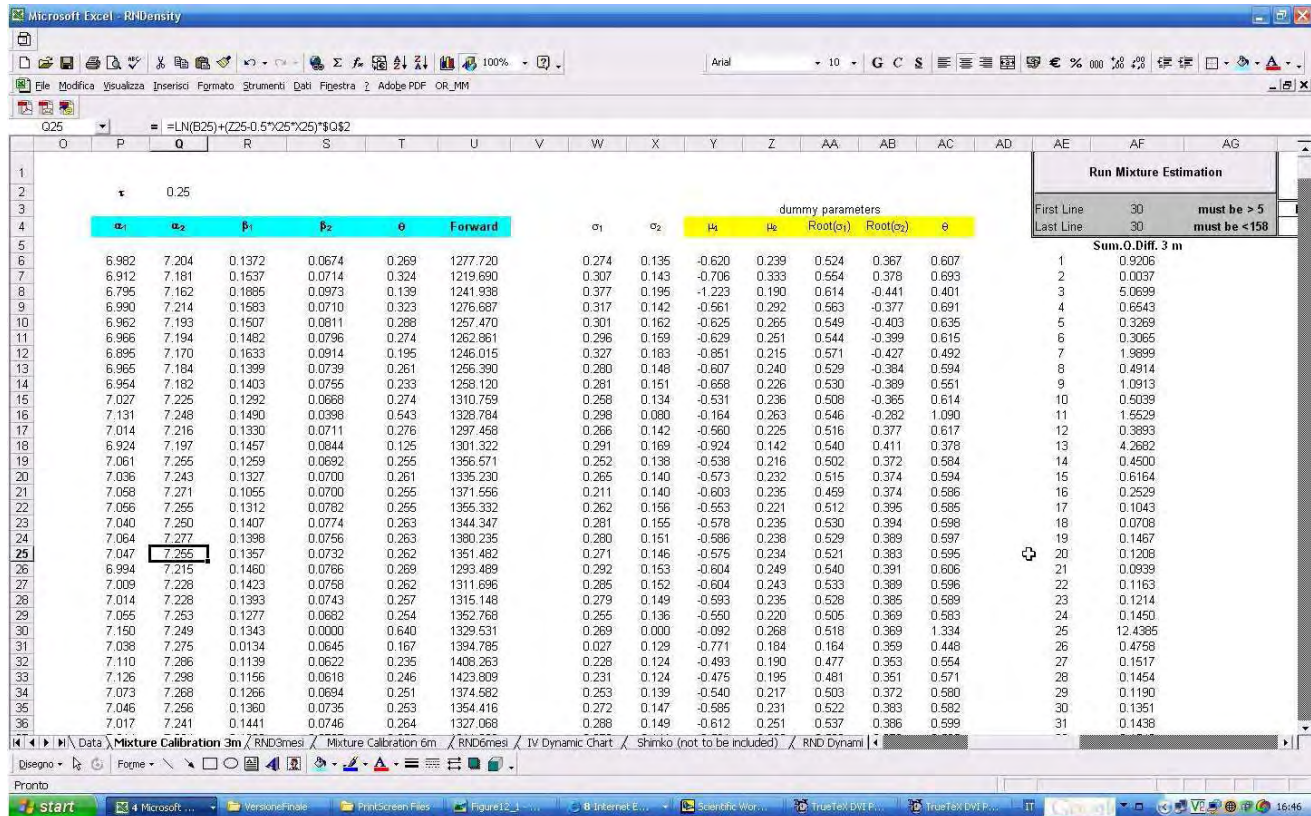 Microsoft Excel - RNDensity
100%
Arial
10
G C S
€ % 000
File Modifica Visualizza Inserisci Formato Strumenti Dati Finestra ? Adobe PDF OR_MM
Q25 = =LN(B25)+(Z25-0.5*X25*X25)*$Q$2
O P Q R S T U V W X Y Z AA AB AC AD AE AF AG
1 Run Mixture Estimation
2 τ 0.25
3 dummy parameters First Line 30 must be > 5
4 α1 α2 β1 β2 θ Forward σ1 σ2 μ1 μ2 Root(σ1) Root(σ2) θ Last Line 30 must be <158
5 Sum.Q.Diff. 3 m
6 6.982 7.204 0.1372 0.0674 0.269 1277.720 0.274 0.135 -0.620 0.239 0.524 0.367 0.607 1 0.9206
7 6.912 7.181 0.1537 0.0714 0.324 1219.690 0.307 0.143 -0.706 0.333 0.554 0.378 0.693 2 0.0037
8 6.795 7.162 0.1885 0.0973 0.139 1241.938 0.377 0.195 -1.223 0.190 0.614 -0.441 0.401 3 5.0699
9 6.990 7.214 0.1583 0.0710 0.323 1276.687 0.317 0.142 -0.561 0.292 0.563 -0.377 0.691 4 0.6543
10 6.962 7.193 0.1507 0.0811 0.288 1257.470 0.301 0.162 -0.625 0.265 0.549 -0.403 0.635 5 0.3269
11 6.966 7.194 0.1482 0.0796 0.274 1262.861 0.296 0.159 -0.629 0.251 0.544 -0.399 0.615 6 0.3065
12 6.895 7.170 0.1633 0.0914 0.195 1246.015 0.327 0.183 -0.851 0.215 0.571 -0.427 0.492 7 1.9899
13 6.965 7.184 0.1399 0.0739 0.261 1256.390 0.280 0.148 -0.607 0.240 0.529 -0.384 0.594 8 0.4914
14 6.954 7.182 0.1403 0.0755 0.233 1258.120 0.281 0.151 -0.658 0.226 0.530 -0.389 0.551 9 1.0913
15 7.027 7.225 0.1292 0.0668 0.274 1310.759 0.258 0.134 -0.531 0.236 0.508 -0.365 0.614 10 0.5039
16 7.131 7.248 0.1490 0.0398 0.543 1328.784 0.298 0.080 -0.164 0.263 0.546 -0.282 1.090 11 1.5529
17 7.014 7.216 0.1330 0.0711 0.276 1297.458 0.266 0.142 -0.560 0.225 0.516 0.377 0.617 12 0.3893
18 6.924 7.197 0.1457 0.0844 0.125 1301.322 0.291 0.169 -0.924 0.142 0.540 0.411 0.378 13 4.2682
19 7.061 7.255 0.1259 0.0692 0.255 1356.571 0.252 0.138 -0.538 0.216 0.502 0.372 0.584 14 0.4500
20 7.036 7.243 0.1327 0.0700 0.261 1335.230 0.265 0.140 -0.573 0.232 0.515 0.374 0.594 15 0.6164
21 7.058 7.271 0.1055 0.0700 0.255 1371.556 0.211 0.140 -0.603 0.235 0.459 0.374 0.586 16 0.2529
22 7.056 7.255 0.1312 0.0782 0.255 1355.332 0.262 0.156 -0.553 0.221 0.512 0.395 0.585 17 0.1043
23 7.040 7.250 0.1407 0.0774 0.263 1344.347 0.281 0.155 -0.578 0.235 0.530 0.394 0.598 18 0.0708
24 7.064 7.277 0.1398 0.0756 0.263 1380.235 0.280 0.151 -0.586 0.238 0.529 0.389 0.597 19 0.1467
25 7.047 7.255 0.1357 0.0732 0.262 1351.482 0.271 0.146 -0.575 0.234 0.521 0.383 0.595 20 0.1208
26 6.994 7.215 0.1460 0.0766 0.269 1293.489 0.292 0.153 -0.604 0.249 0.540 0.391 0.606 21 0.0939
27 7.009 7.228 0.1423 0.0758 0.262 1311.696 0.285 0.152 -0.604 0.243 0.533 0.389 0.596 22 0.1163
28 7.014 7.228 0.1393 0.0743 0.257 1315.148 0.279 0.149 -0.593 0.235 0.528 0.385 0.589 23 0.1214
29 7.055 7.253 0.1277 0.0682 0.254 1352.768 0.255 0.136 -0.550 0.220 0.505 0.369 0.583 24 0.1450
30 7.150 7.249 0.1343 0.0000 0.640 1329.531 0.269 0.000 -0.092 0.268 0.518 0.369 1.334 25 12.4385
31 7.038 7.275 0.0134 0.0645 0.167 1394.785 0.027 0.129 -0.771 0.184 0.164 0.359 0.448 26 0.4758
32 7.110 7.286 0.1139 0.0622 0.235 1408.263 0.228 0.124 -0.493 0.190 0.477 0.353 0.554 27 0.1517
33 7.126 7.298 0.1156 0.0618 0.246 1423.809 0.231 0.124 -0.475 0.195 0.481 0.351 0.571 28 0.1454
34 7.073 7.268 0.1266 0.0694 0.251 1374.582 0.253 0.139 -0.540 0.217 0.503 0.372 0.580 29 0.1190
35 7.046 7.256 0.1360 0.0735 0.253 1354.416 0.272 0.147 -0.585 0.231 0.522 0.383 0.582 30 0.1351
36 7.017 7.241 0.1441 0.0746 0.264 1327.068 0.288 0.149 -0.612 0.251 0.537 0.386 0.599 31 0.1438
Data Mixture Calibration 3m RND3mesi Mixture Calbration 6m RND6mesi IV Dynamic Chart Shimko (not to be included) RND Dynami
Disegno Forme
Pronto
start 4 Microsoft ... VersioneFinale PrintScreen Files Figure12_1 - ... 8 Internet E... Scientific Wor... TrueTeX DVI P... TrueTeX DVI P... IT 16:46